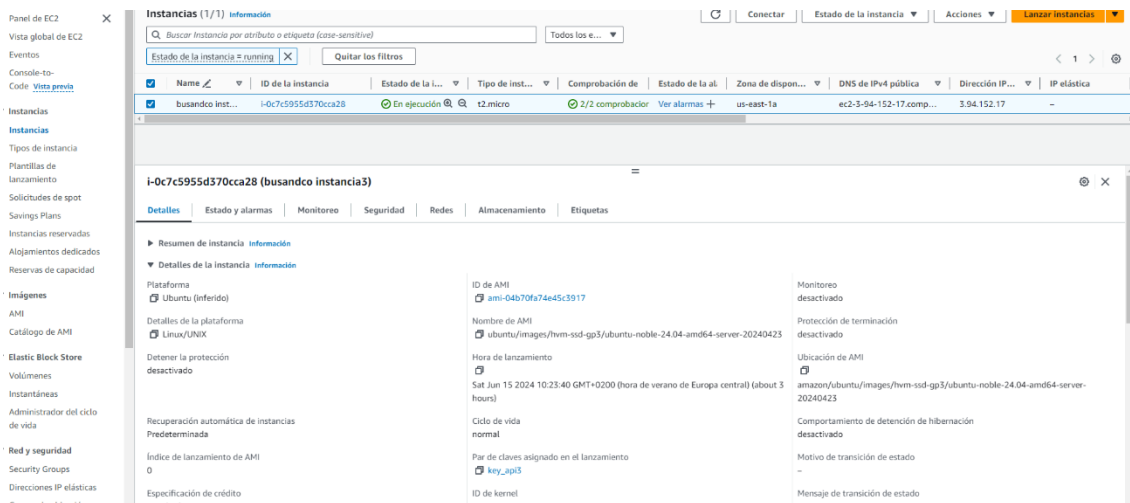 Panel de EC2
Vista global de EC2
Eventos
Console-to-
Code Vista previa
Instancias
Instancias
Tipos de instancia
Plantillas de
lanzamiento
Solicitudes de spot
Savings Plans
Instancias reservadas
Alojamientos dedicados
Reservas de capacidad
Imágenes
AMI
Catálogo de AMI
Elastic Block Store
Volúmenes
Instantáneas
Administrador del ciclo
de vida
Red y seguridad
Security Groups
Direcciones IP elásticas
Instancias (1/1) Información
Conectar Estado de la instancia Acciones Lanzar instancias
Buscar Instancia por atributo o etiqueta (case-sensitive) Todos los e...
Estado de la instancia = running Quitar los filtros
1
Name ID de la instancia Estado de la i... Tipo de inst... Comprobación de Estado de la al Zona de dispon... DNS de IPv4 pública Dirección IP... IP elástica
busandco inst... i-0c7c5955d370cca28 En ejecución t2.micro 2/2 comprobacior Ver alarmas + us-east-1a ec2-3-94-152-17.comp... 3.94.152.17 –
i-0c7c5955d370cca28 (busandco instancia3)
Detalles Estado y alarmas Monitoreo Seguridad Redes Almacenamiento Etiquetas
Resumen de instancia Información
Detalles de la instancia Información
Plataforma
Ubuntu (inferido)
ID de AMI
ami-04b70fa74e45c3917
Monitoreo
desactivado
Detalles de la plataforma
Linux/UNIX
Nombre de AMI
ubuntu/images/hvm-ssd-gp3/ubuntu-noble-24.04-amd64-server-20240423
Protección de terminación
desactivado
Detener la protección
desactivado
Hora de lanzamiento
Sat Jun 15 2024 10:23:40 GMT+0200 (hora de verano de Europa central) (about 3
hours)
Ubicación de AMI
amazon/ubuntu/images/hvm-ssd-gp3/ubuntu-noble-24.04-amd64-server-
20240423
Recuperación automática de instancias
Predeterminada
Ciclo de vida
normal
Comportamiento de detención de hibernación
desactivado
Índice de lanzamiento de AMI
0
Par de claves asignado en el lanzamiento
key_api3
Motivo de transición de estado
–
Especificación de crédito
ID de kernel
Mensaje de transición de estado